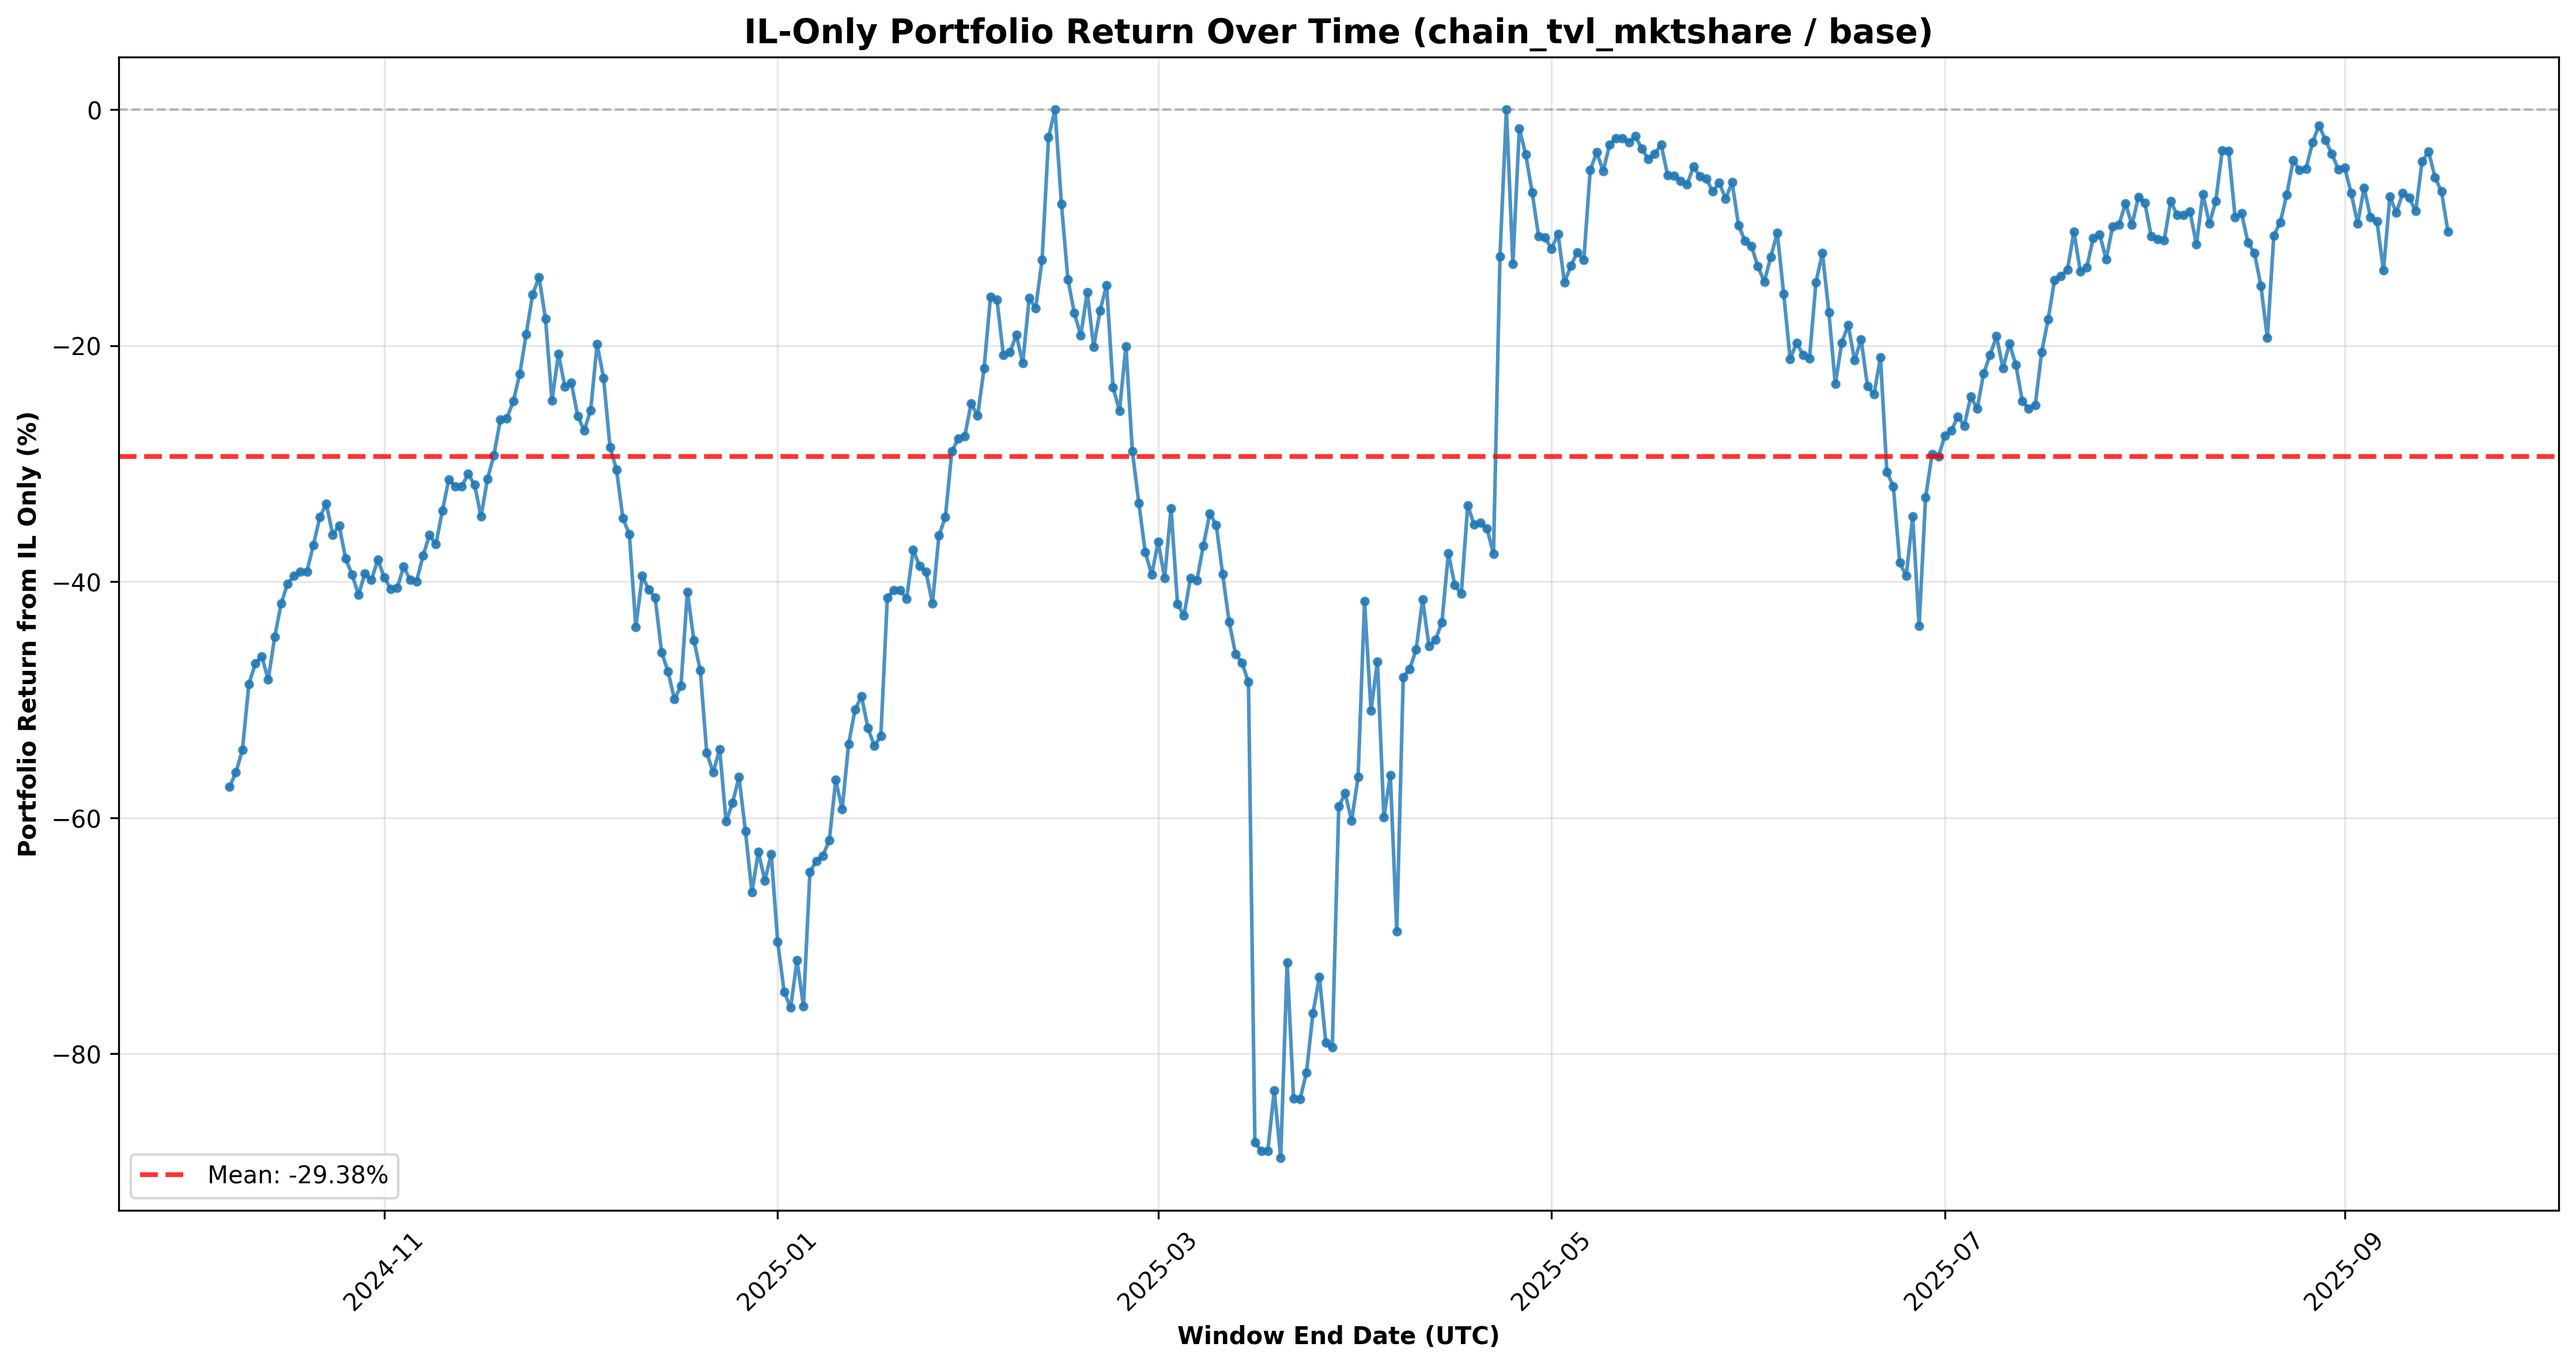 IL-Only Portfolio Return Over Time (chain_tvl_mktshare / base)
Portfolio Return from IL Only (%)
0
−20
−40
−60
−80
Mean: -29.38%
2024-11
2025-01
2025-03
2025-05
2025-07
2025-09
Window End Date (UTC)